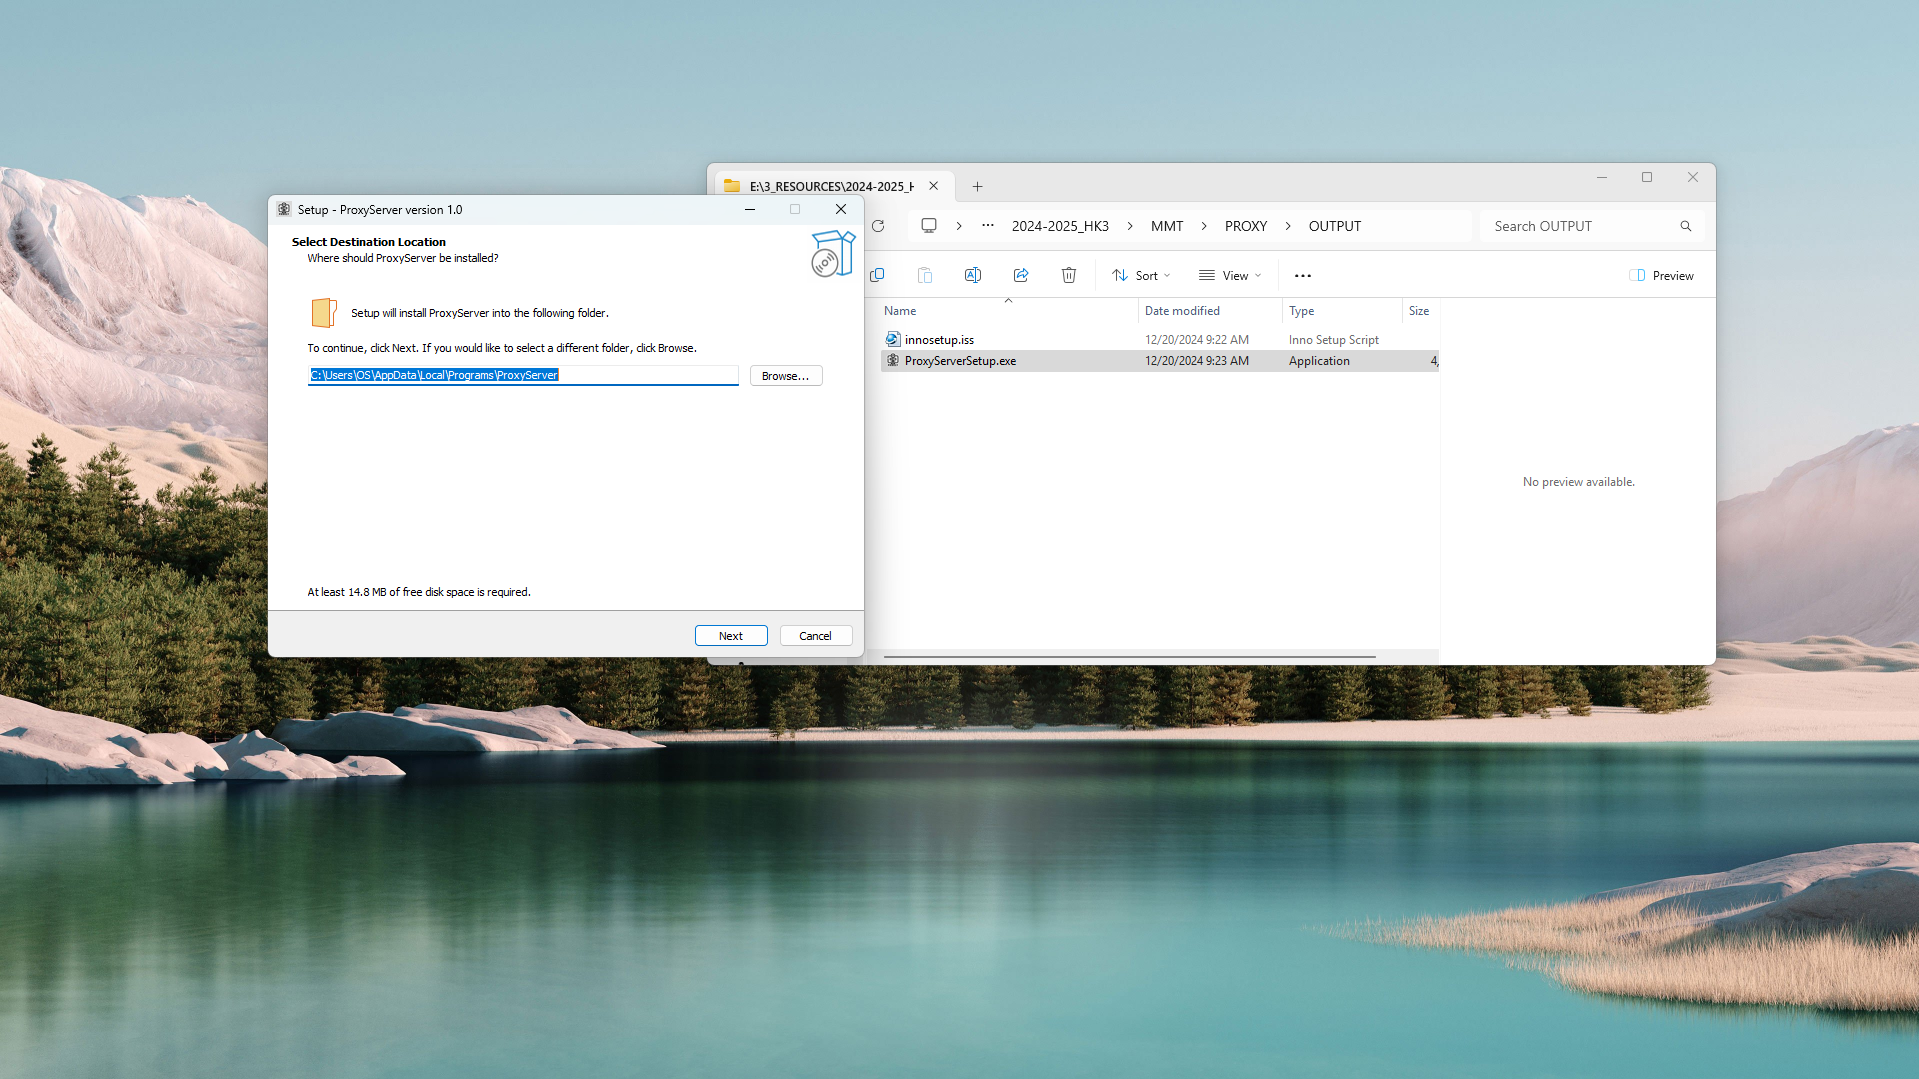 E:\3_RESOURCES\2024-2025_H
Setup - ProxyServer version 1.0
Select Destination Location
Where should ProxyServer be installed?
Setup will install ProxyServer into the following folder.
To continue, click Next. If you would like to select a different folder, click Browse.
C:\Users\OS\AppData\Local\Programs\ProxyServer
Browse...
At least 14.8 MB of free disk space is required.
Next
Cancel
2024-2025_HK3
MMT
PROXY
OUTPUT
Search OUTPUT
Sort
View
Preview
Name
Date modified
Type
Size
innosetup.iss
12/20/2024 9:22 AM
Inno Setup Script
ProxyServerSetup.exe
12/20/2024 9:23 AM
Application
4,
No preview available.